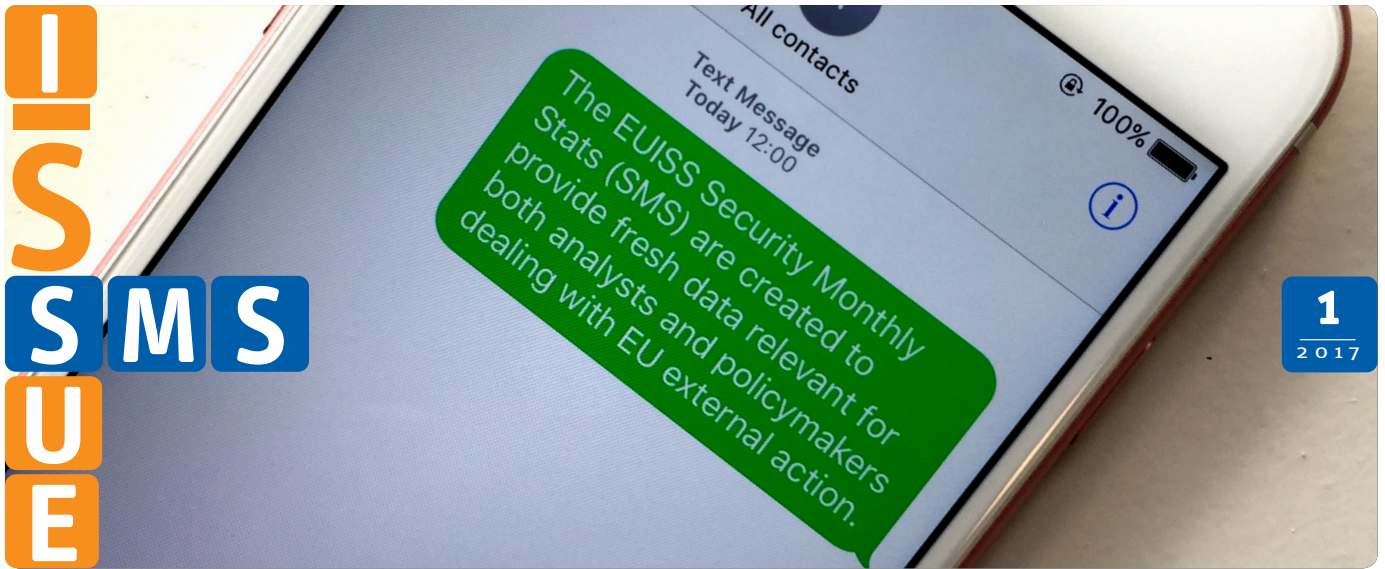 I
S
SMS
U
E
All contacts
100%
Text Message
Today 12:00
i
The EUISS Security Monthly
Stats (SMS) are created to
provide fresh data relevant for
both analysts and policymakers
dealing with EU external action.
1
2017